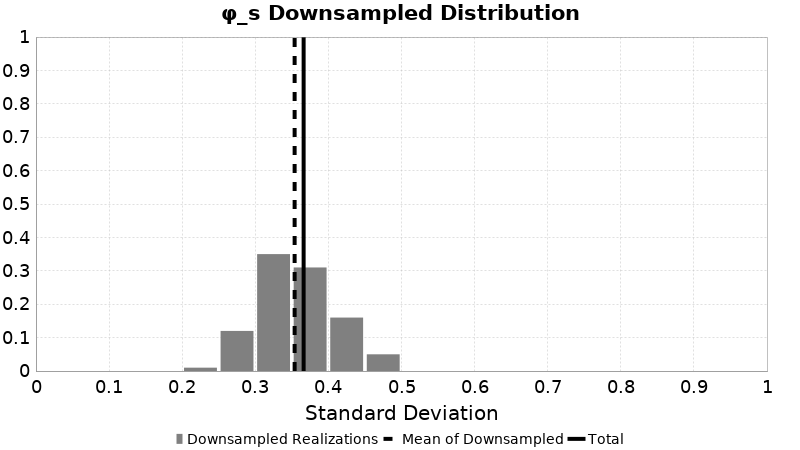 φ_s Downsampled Distribution
1
0.9
0.8
0.7
0.6
0.5
0.4
0.3
0.2
0.1
0
0 0.1 0.2 0.3 0.4 0.5 0.6 0.7 0.8 0.9 1
Standard Deviation
Downsampled Realizations Mean of Downsampled Total